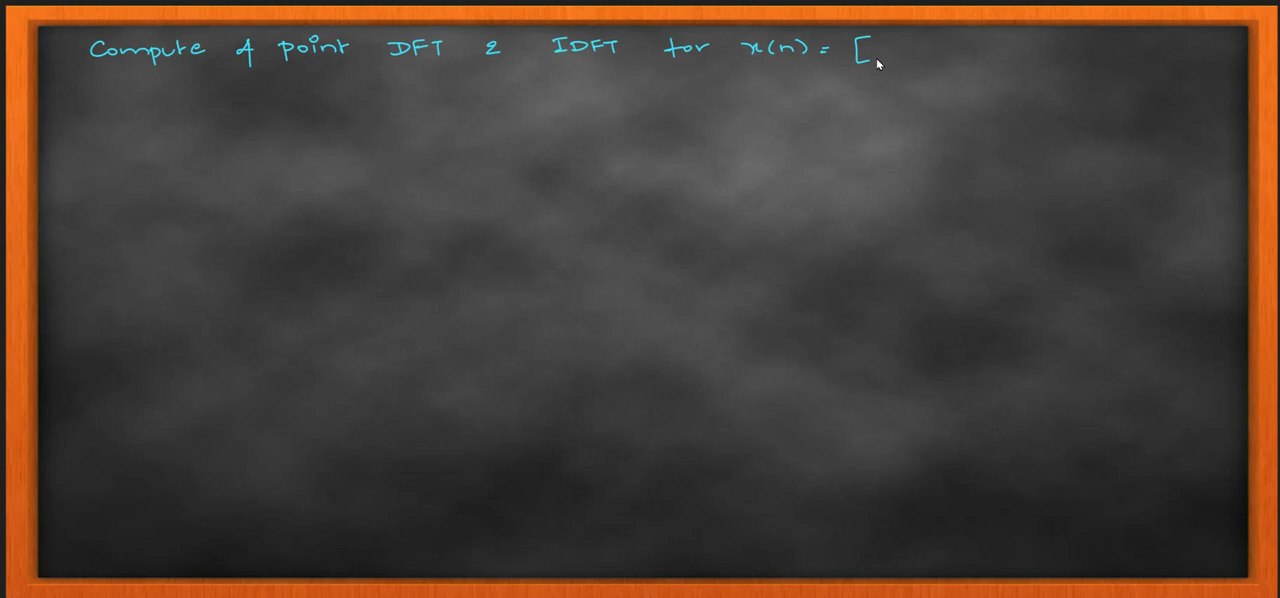 Compute 4 point DFT & IDFT for x(n) = [